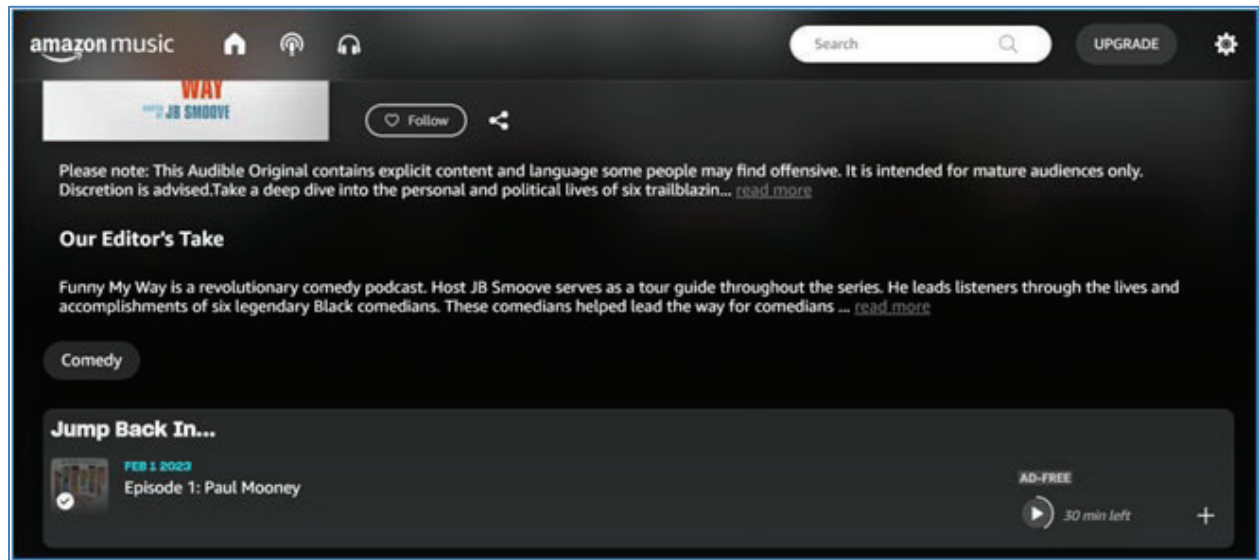 amazon music
Search
UPGRADE
WAY
JB SMOOVE
Follow
Please note: This Audible Original contains explicit content and language some people may find offensive. It is intended for mature audiences only.
Discretion is advised.Take a deep dive into the personal and political lives of six trailblazin... read more
Our Editor's Take
Funny My Way is a revolutionary comedy podcast. Host JB Smoove serves as a tour guide throughout the series. He leads listeners through the lives and
accomplishments of six legendary Black comedians. These comedians helped lead the way for comedians ... read more
Comedy
Jump Back In...
FEB 1 2023
Episode 1: Paul Mooney
AD-FREE
30 min left